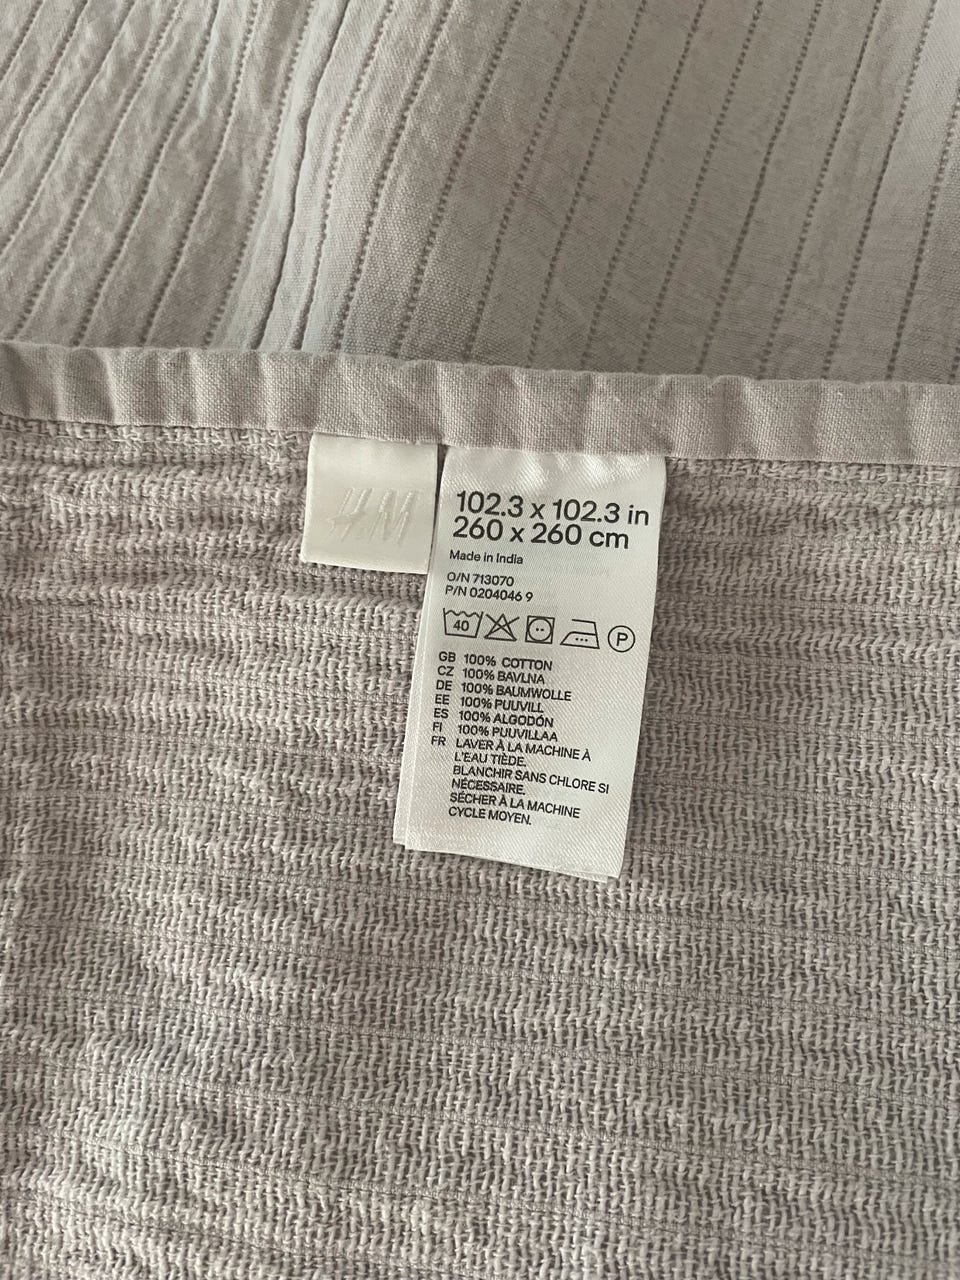 H&M
102.3 x 102.3 in
260 x 260 cm
Made in India
O/N 713070
P/N 0204046 9
40 P
GB 100% COTTON
CZ 100% BAVLNA
DE 100% BAUMWOLLE
EE 100% PUUVILL
ES 100% ALGODÓN
FI 100% PUUVILLAA
FR LAVER À LA MACHINE À
L'EAU TIÈDE.
BLANCHIR SANS CHLORE SI
NÉCESSAIRE.
SÉCHER À LA MACHINE
CYCLE MOYEN.